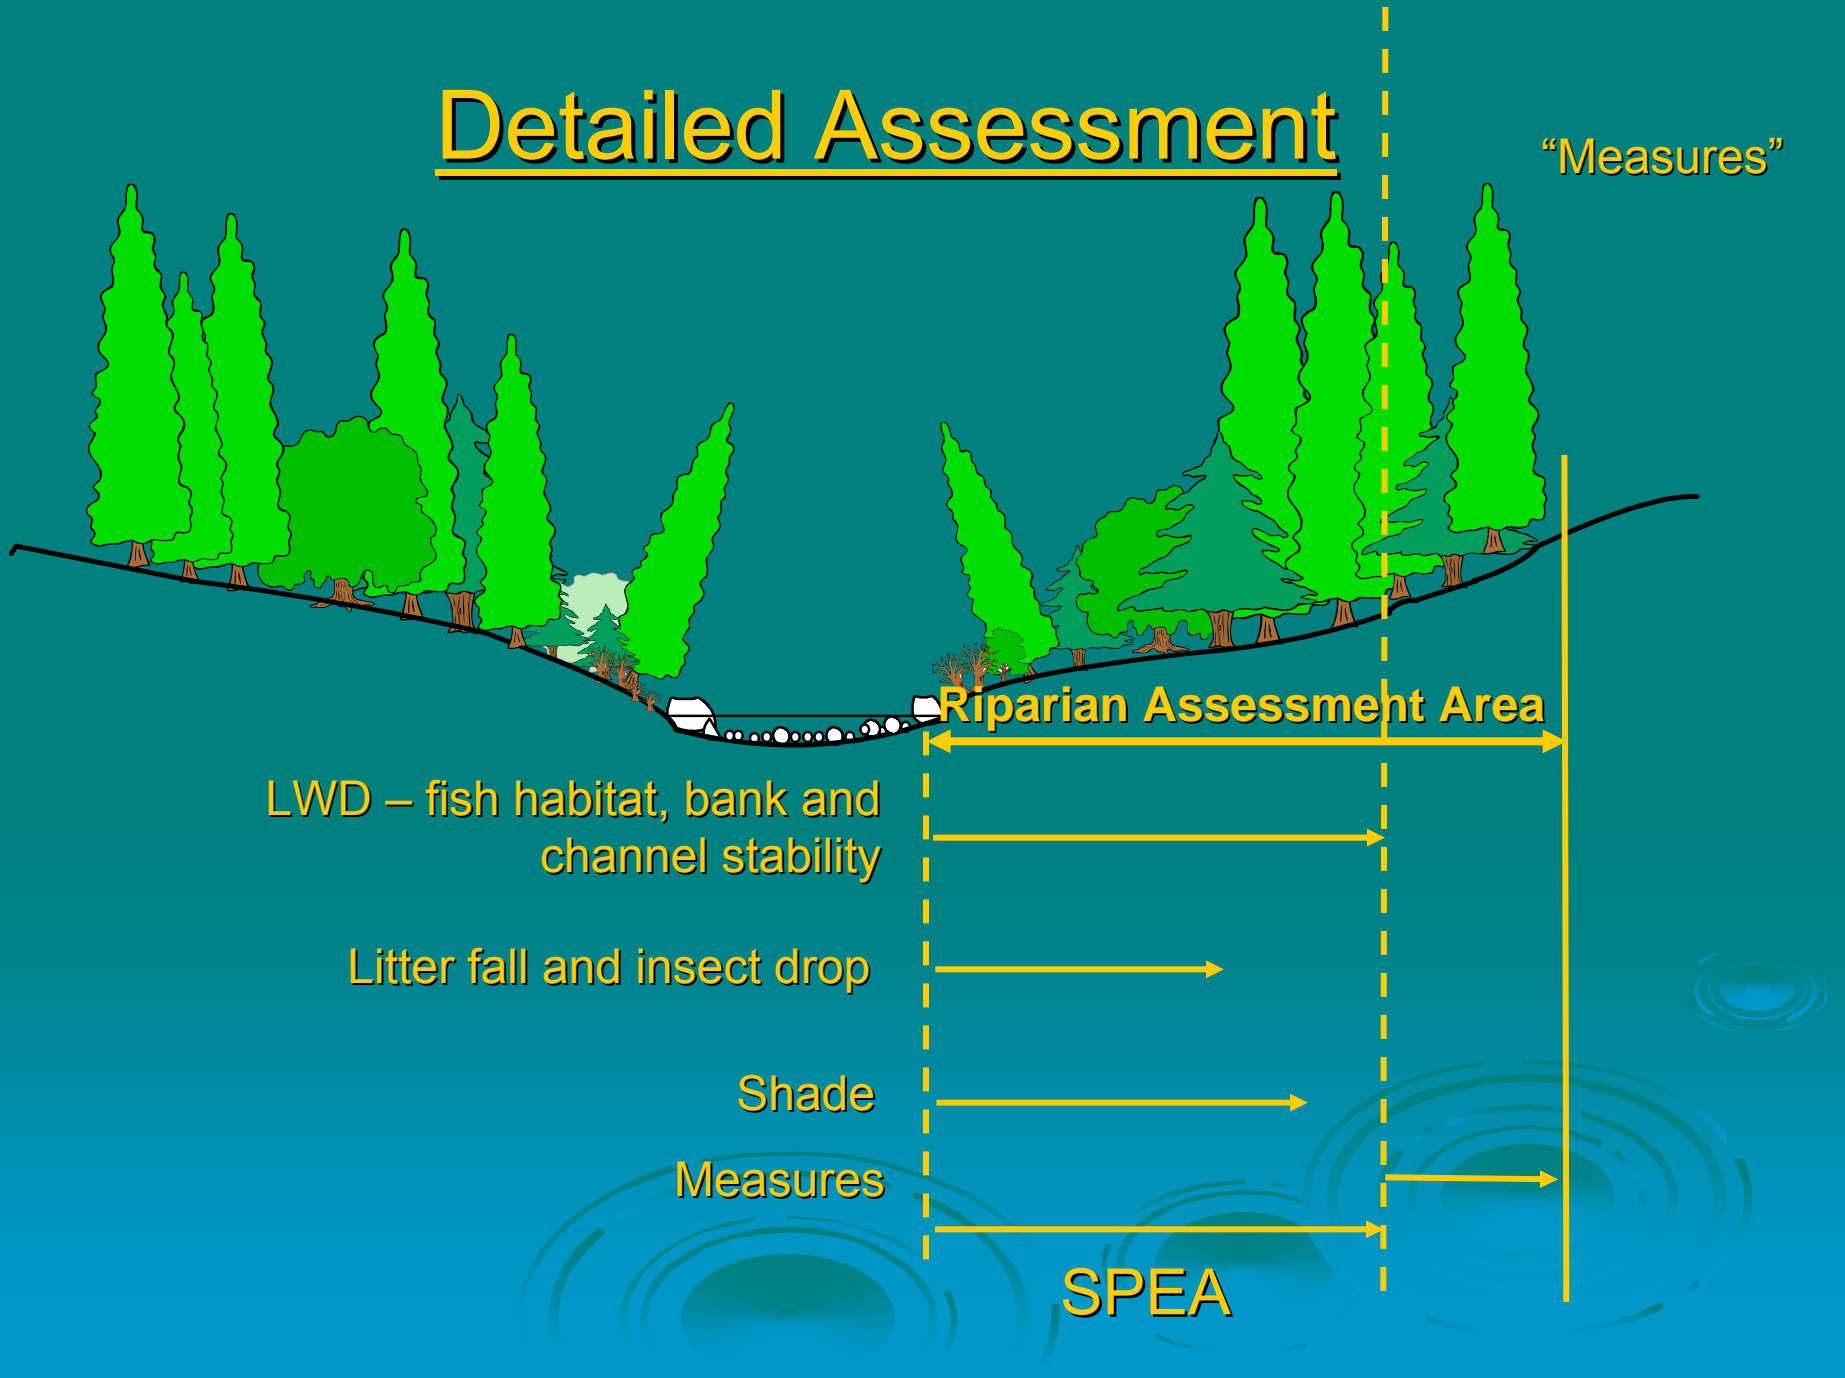 Detailed Assessment
“Measures”
Riparian Assessment Area
LWD – fish habitat, bank and
channel stability
Litter fall and insect drop
Shade
Measures
SPEA